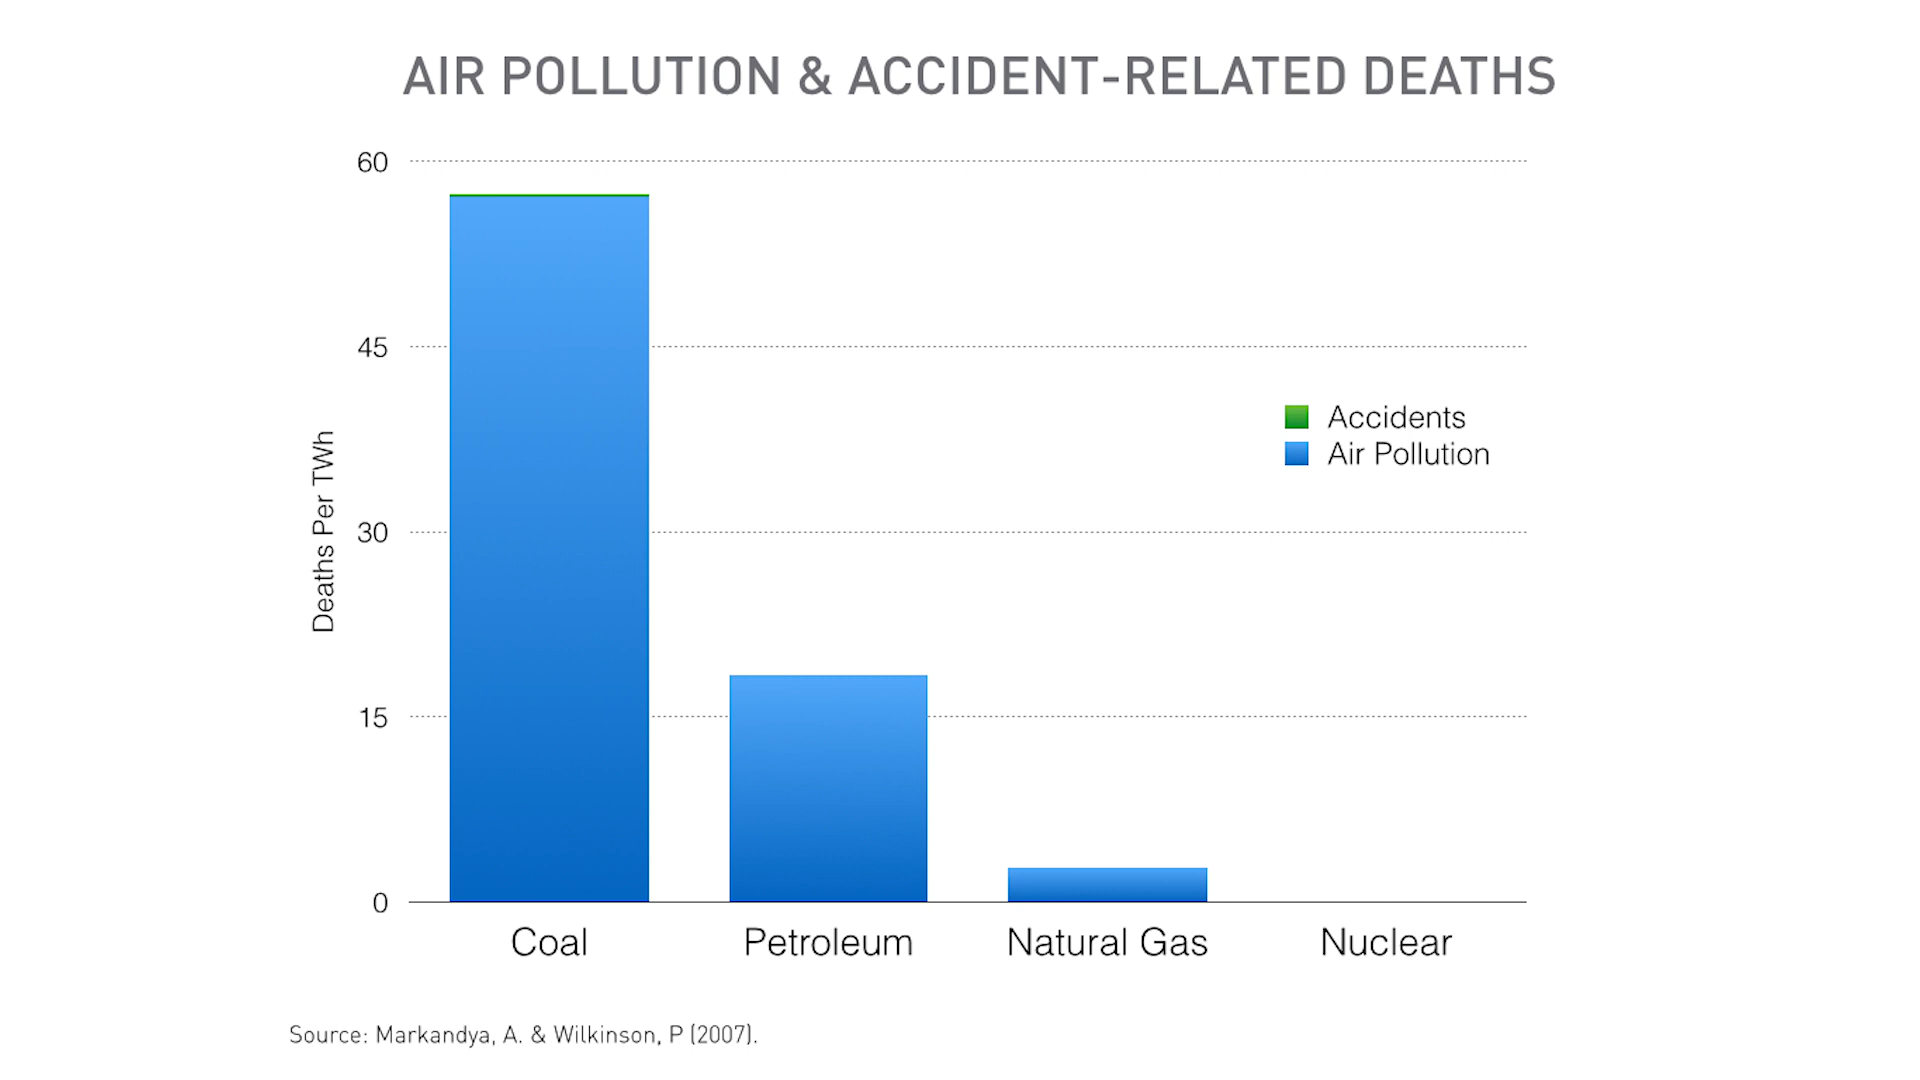 AIR POLLUTION & ACCIDENT-RELATED DEATHS
60
45
30
15
0
Deaths Per TWh
Accidents
Air Pollution
Coal
Petroleum
Natural Gas
Nuclear
Source: Markandya, A. & Wilkinson, P (2007).